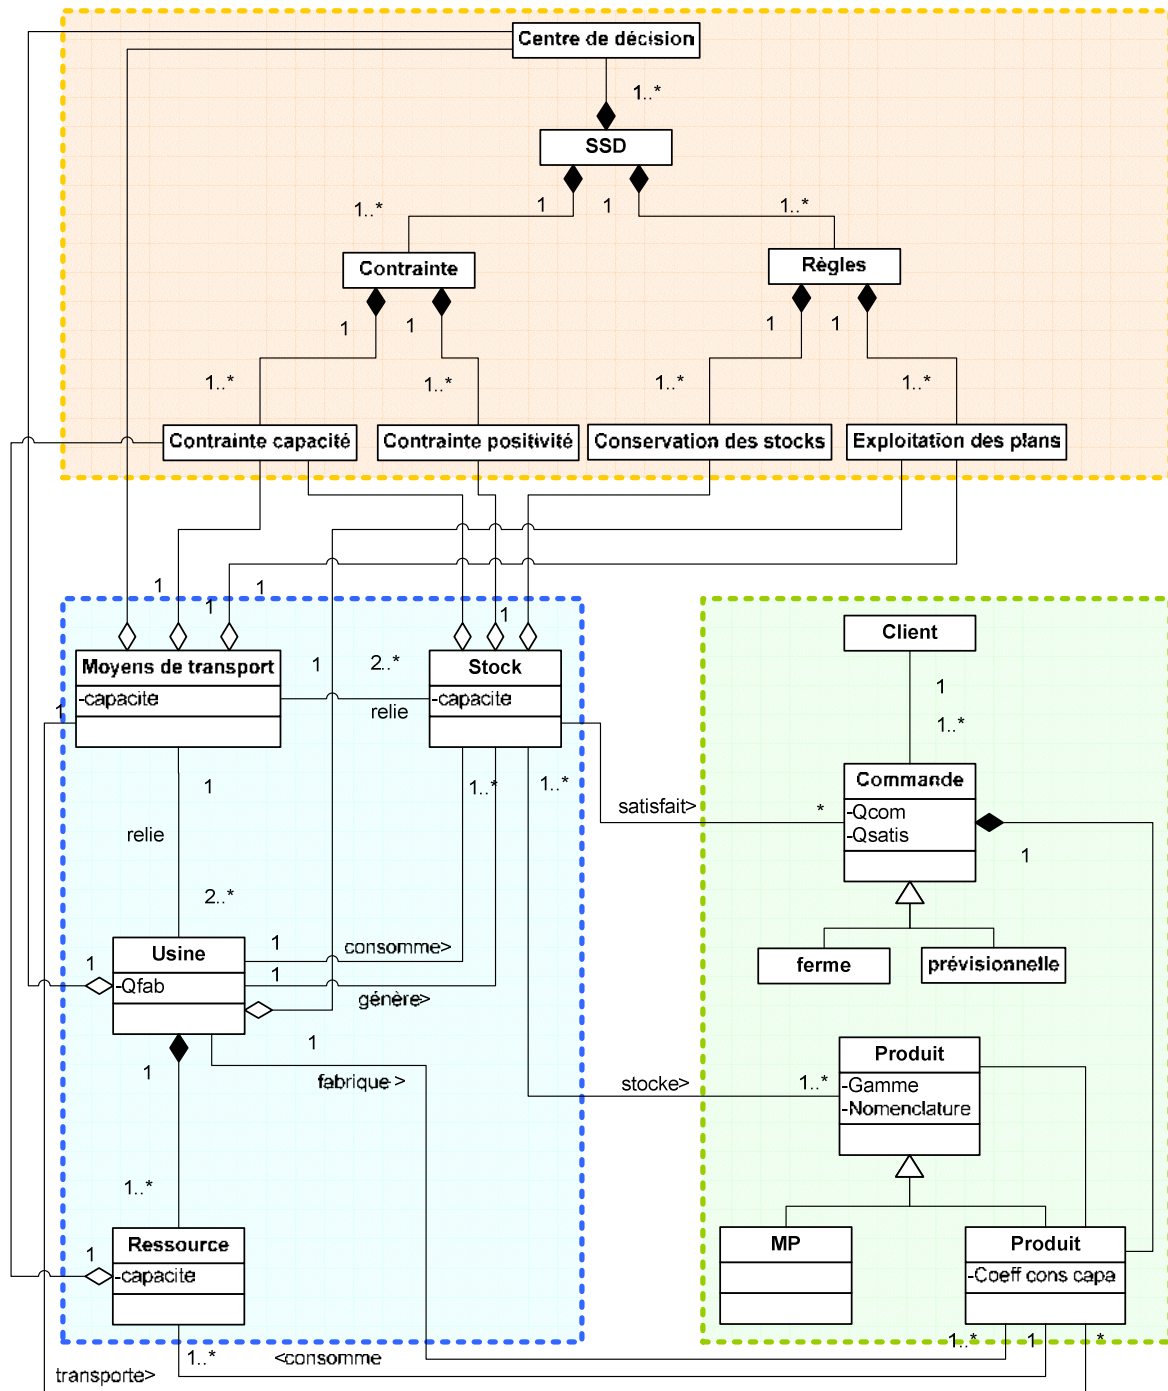 Centre de décision
1..*
SSD
1..*
1
1
1..*
Contrainte
Règles
1
1
1
1
1..*
1..*
1..*
1..*
Contrainte capacité
Contrainte positivité
Conservation des stocks
Exploitation des plans
1
1
1
1
Moyens de transport
-capacite
1
2..*
relie
Stock
-capacite
1
Client
1
1..*
Commande
-Qcom
-Qsatis
1
satisfait>
*
1
relie
2..*
1..*
1..*
ferme
prévisionnelle
Usine
-Qfab
1
1
consomme>
1
génère>
1
fabrique>
1
stocke>
1..*
Produit
-Gamme
-Nomenclature
1..*
Ressource
-capacite
1
MP
Produit
-Coeff cons capa
1..*
<consomme
1..*
1
*
transporte>